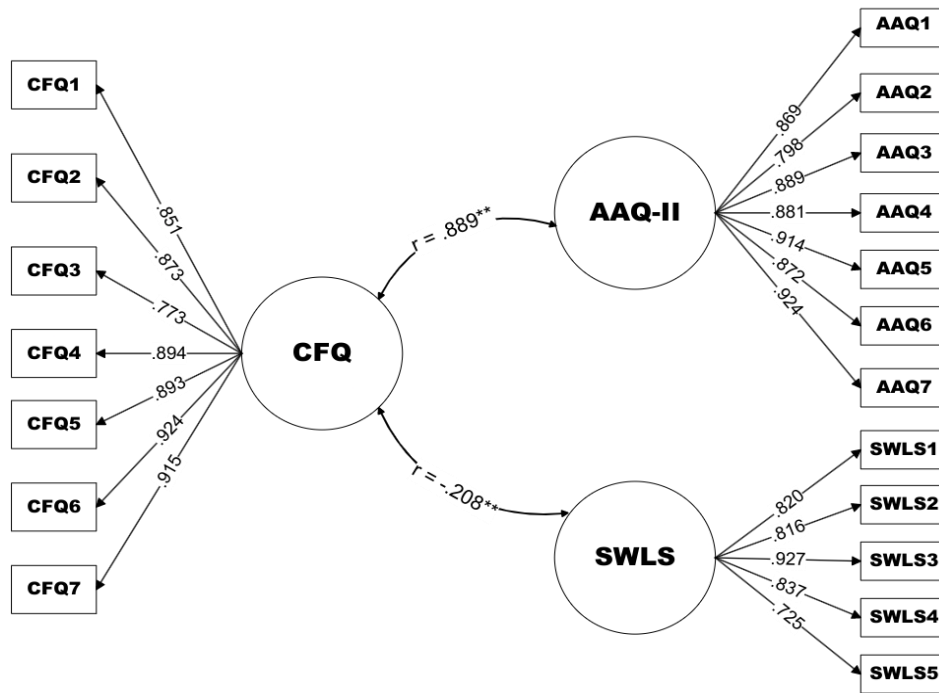 CFQ1
CFQ2
CFQ3
CFQ4
CFQ5
CFQ6
CFQ7
.851
.873
.773
.894
.893
.924
.915
CFQ
r = .889**
r = -.208**
AAQ-II
SWLS
.869
.798
.889
.881
.914
.872
.924
AAQ1
AAQ2
AAQ3
AAQ4
AAQ5
AAQ6
AAQ7
.820
.816
.927
.837
.725
SWLS1
SWLS2
SWLS3
SWLS4
SWLS5